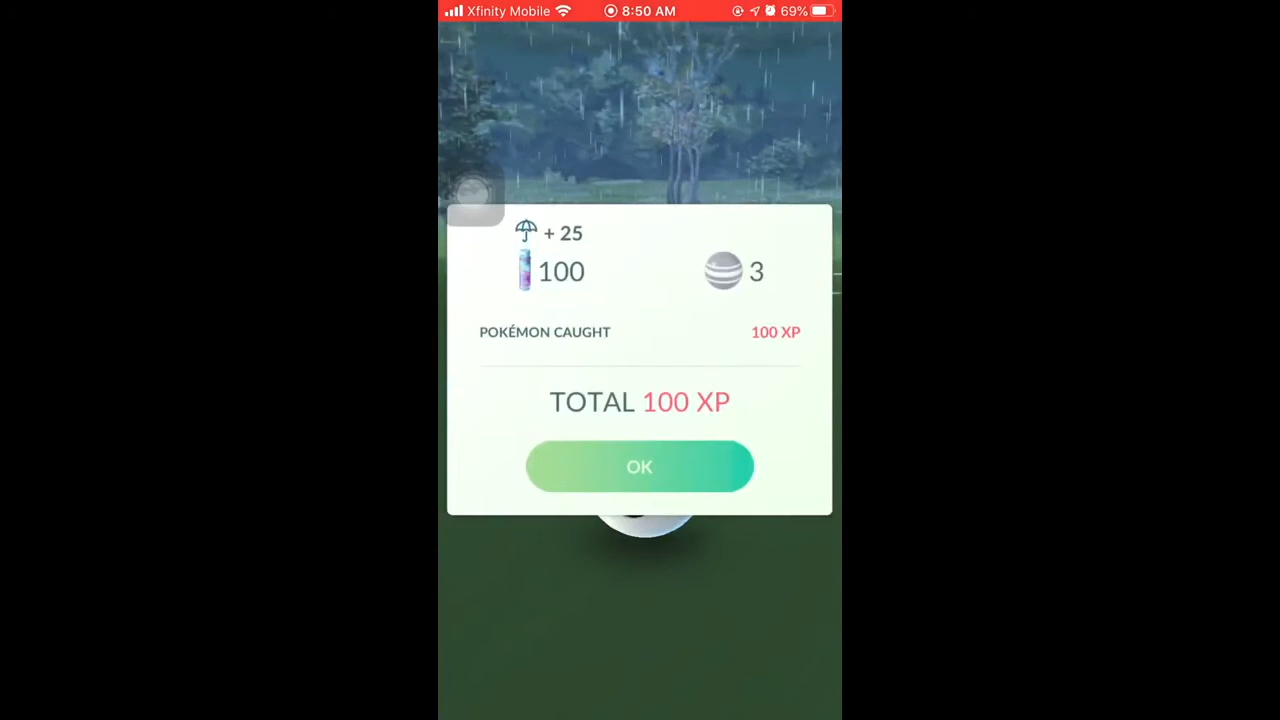 Xfinity Mobile 8:50 AM 69%
+ 25
100 3
POKÉMON CAUGHT 100 XP
TOTAL 100 XP
OK